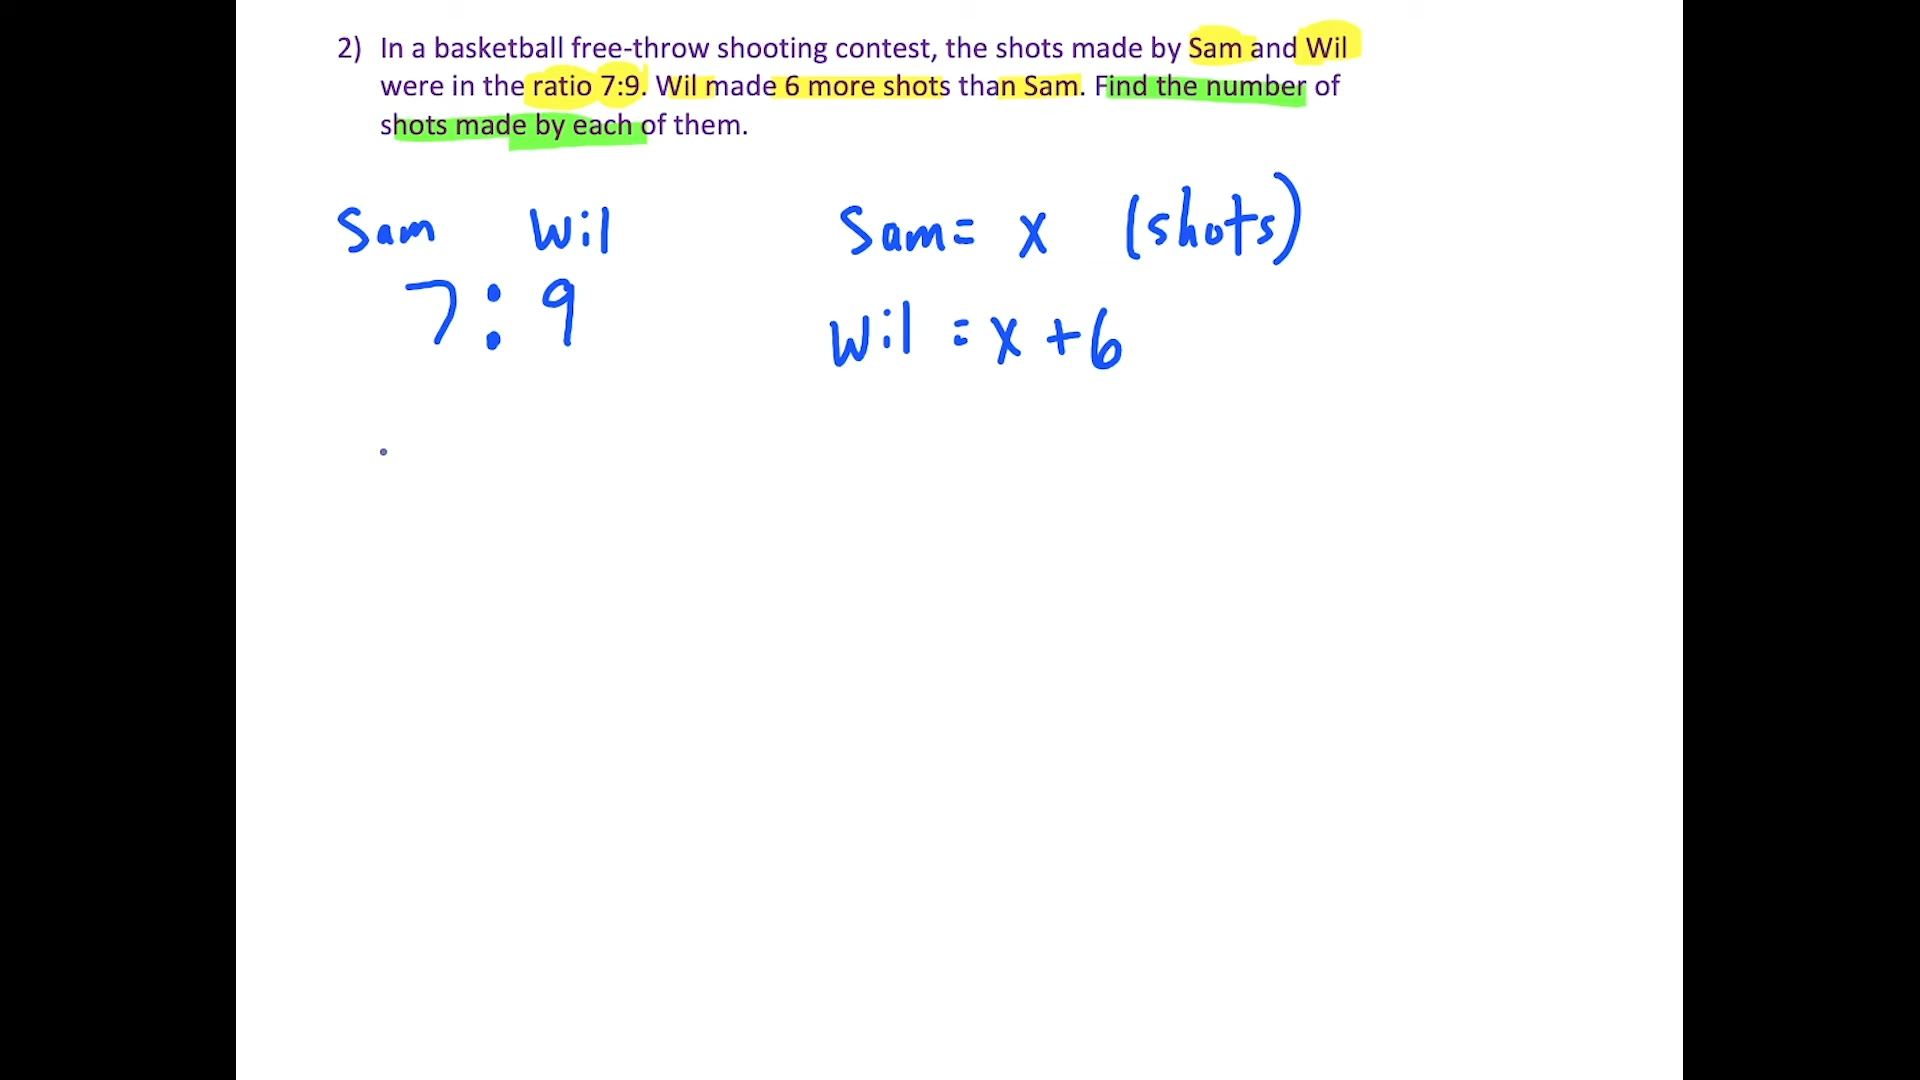 2) In a basketball free-throw shooting contest, the shots made by Sam and Wil
were in the ratio 7:9. Wil made 6 more shots than Sam. Find the number of
shots made by each of them.
Sam Wil
7 : 9
Sam = x (shots)
Wil = x + 6